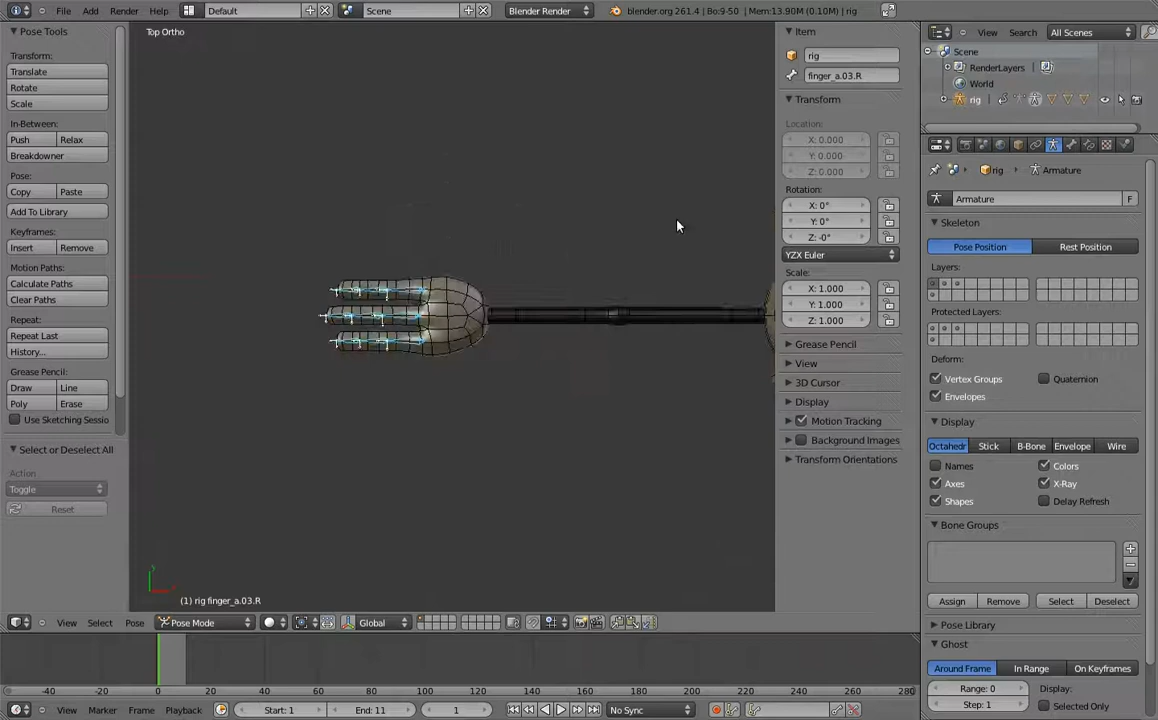 File Add Render Help Default Scene Blender Render blender.org 261.4 | Bo:9-50 | Mem:13.90M (0.10M) | rig
Pose Tools
Transform:
Translate
Rotate
Scale
In-Between:
Push Relax
Breakdowner
Pose:
Copy Paste
Add To Library
Keyframes:
Insert Remove
Motion Paths:
Calculate Paths
Clear Paths
Repeat:
Repeat Last
History...
Grease Pencil:
Draw Line
Poly Erase
Use Sketching Sessio
Select or Deselect All
Action
Toggle
Reset
Top Ortho
(1) rig finger_a.03.R
Item
rig
finger_a.03.R
Transform
Location:
X: 0.000
Y: 0.000
Z: 0.000
Rotation:
X: 0°
Y: 0°
Z: -0°
YZX Euler
Scale:
X: 1.000
Y: 1.000
Z: 1.000
Grease Pencil
View
3D Cursor
Display
Motion Tracking
Background Images
Transform Orientations
View Search All Scenes
Scene
RenderLayers
World
rig
rig Armature
Armature F
Skeleton
Pose Position Rest Position
Layers:
Protected Layers:
Deform:
Vertex Groups Quaternion
Envelopes
Display
Octahedr Stick B-Bone Envelope Wire
Names Colors
Axes X-Ray
Shapes Delay Refresh
Bone Groups
Assign Remove Select Deselect
Pose Library
Ghost
Around Frame In Range On Keyframes
Range: 0 Display:
Step: 1 Selected Only
View Select Pose Pose Mode Global
-40 -20 0 20 40 60 80 100 120 140 160 180 200 220 240 260 280
View Marker Frame Playback Start: 1 End: 11 1 No Sync